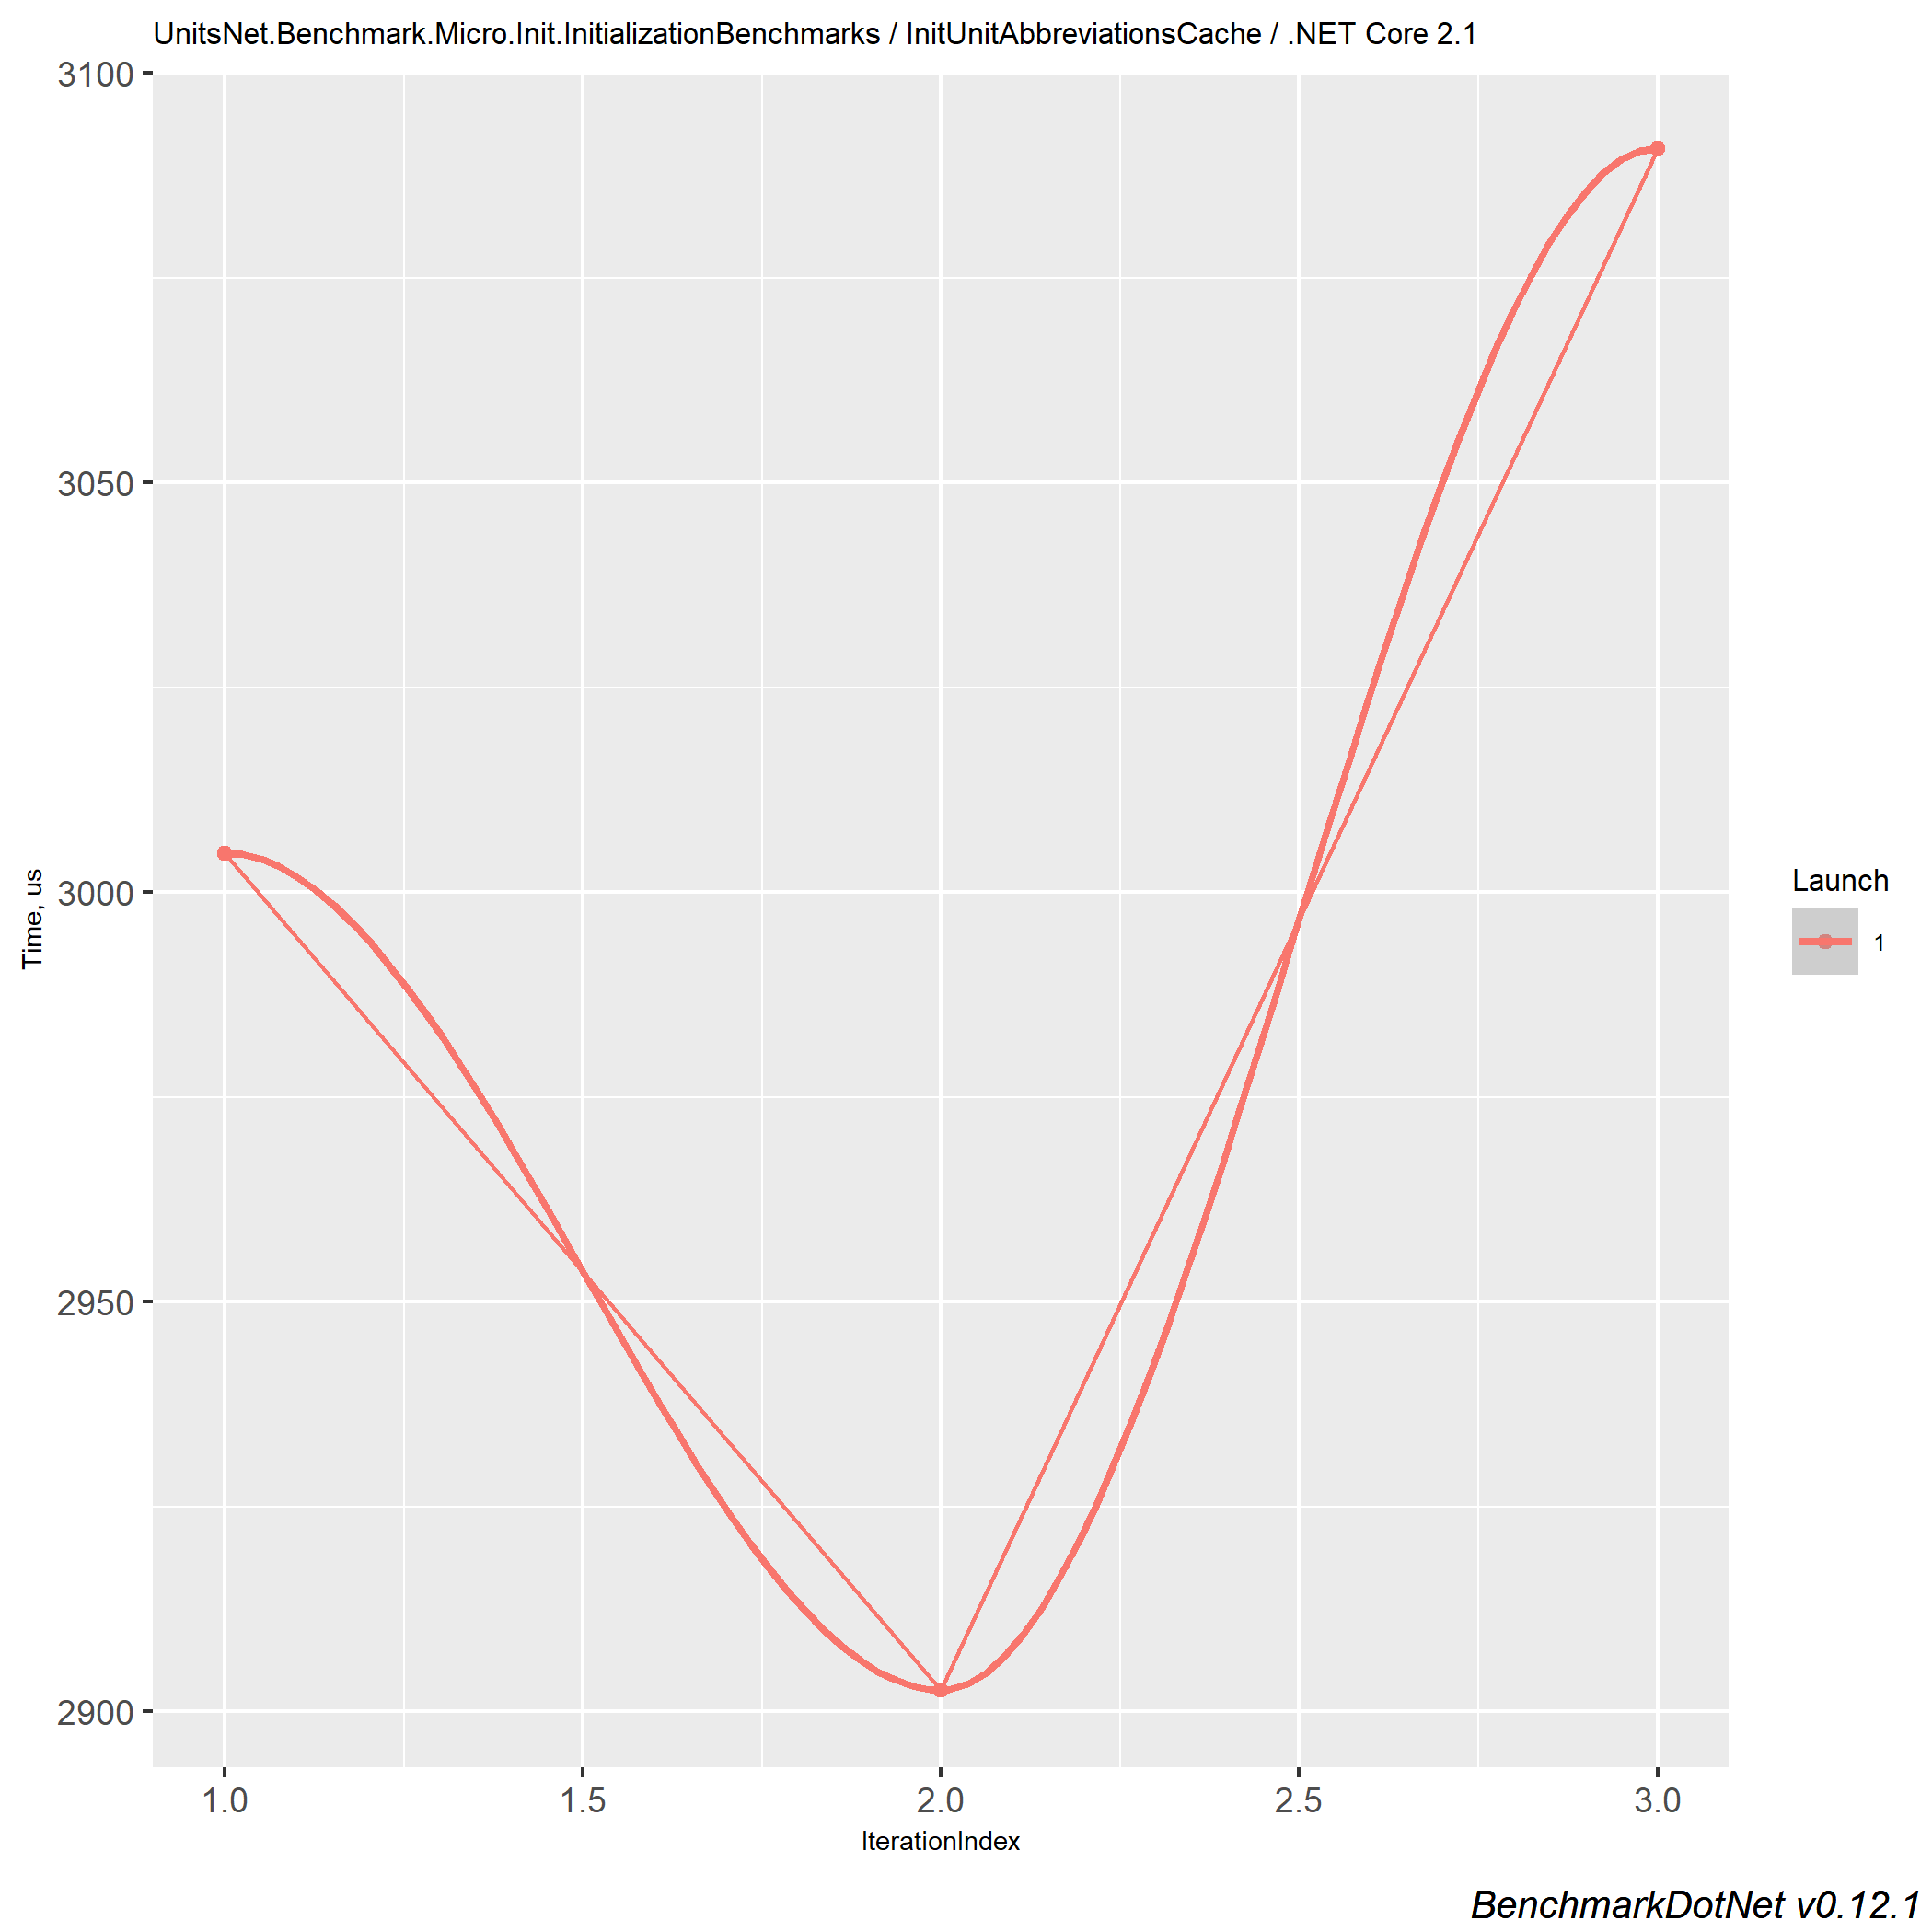 UnitsNet.Benchmark.Micro.Init.InitializationBenchmarks / InitUnitAbbreviationsCache / .NET Core 2.1
3100
3050
3000
2950
2900
Time, us
1.0 1.5 2.0 2.5 3.0
IterationIndex
Launch
1
BenchmarkDotNet v0.12.1